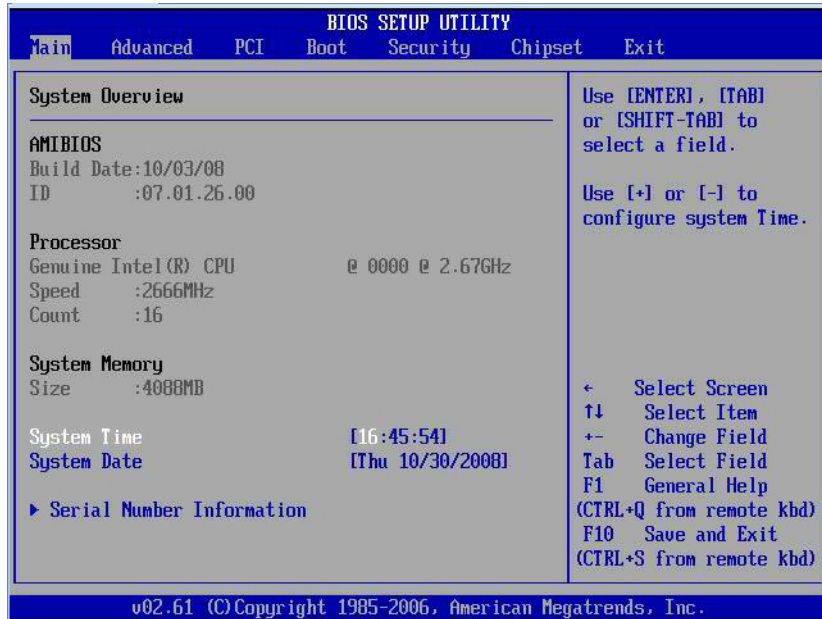 BIOS SETUP UTILITY
Main Advanced PCI Boot Security Chipset Exit
System Overview
AMIBIOS
Build Date:10/03/08
ID :07.01.26.00
Processor
Genuine Intel(R) CPU @ 0000 @ 2.67GHz
Speed :2666MHz
Count :16
System Memory
Size :4088MB
System Time [16:45:54]
System Date [Thu 10/30/2008]
▶ Serial Number Information
Use [ENTER], [TAB]
or [SHIFT-TAB] to
select a field.
Use [+] or [-] to
configure system Time.
← Select Screen
↑↓ Select Item
+- Change Field
Tab Select Field
F1 General Help
(CTRL+Q from remote kbd)
F10 Save and Exit
(CTRL+S from remote kbd)
v02.61 (C)Copyright 1985-2006, American Megatrends, Inc.